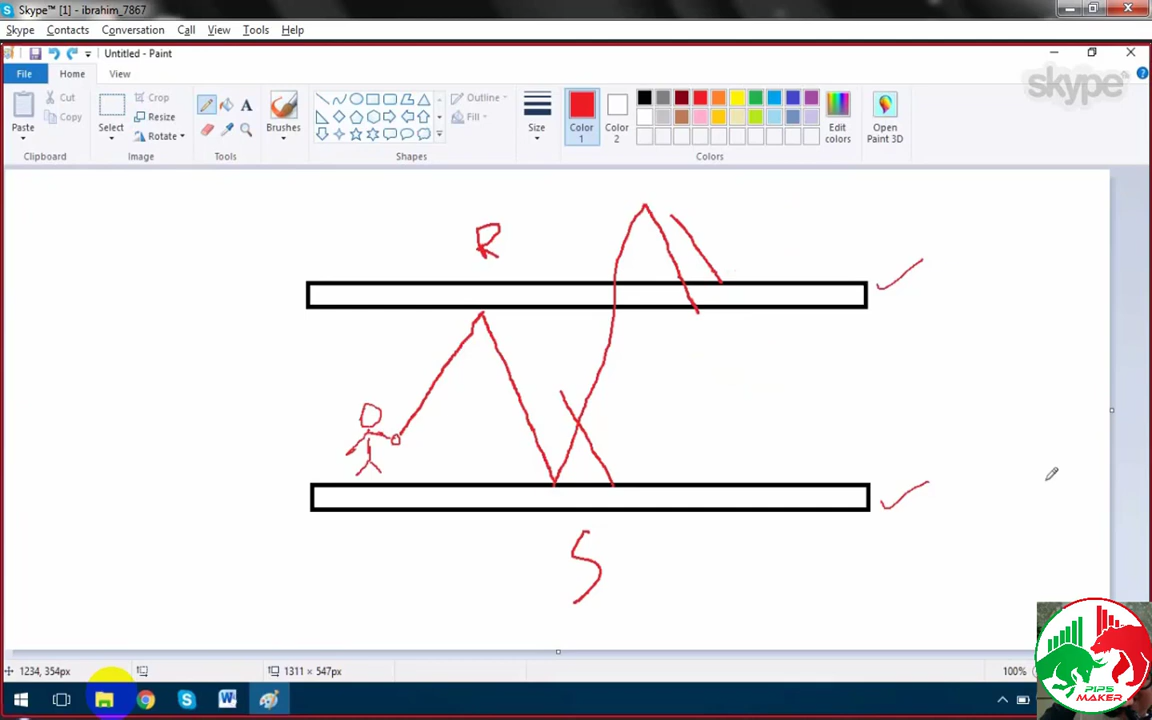 Skype™ [1] - ibrahim_7867
Skype Contacts Conversation Call View Tools Help
Untitled - Paint
File Home View
skype™
Paste
Cut
Copy
Clipboard
Select
Crop
Resize
Rotate
Image
A
Tools
Brushes
Outline
Fill
Shapes
Size
Color 1
Color 2
Edit colors
Colors
Open Paint 3D
R
S
PIPS
MAKER
1234, 354px
1311 × 547px
100%